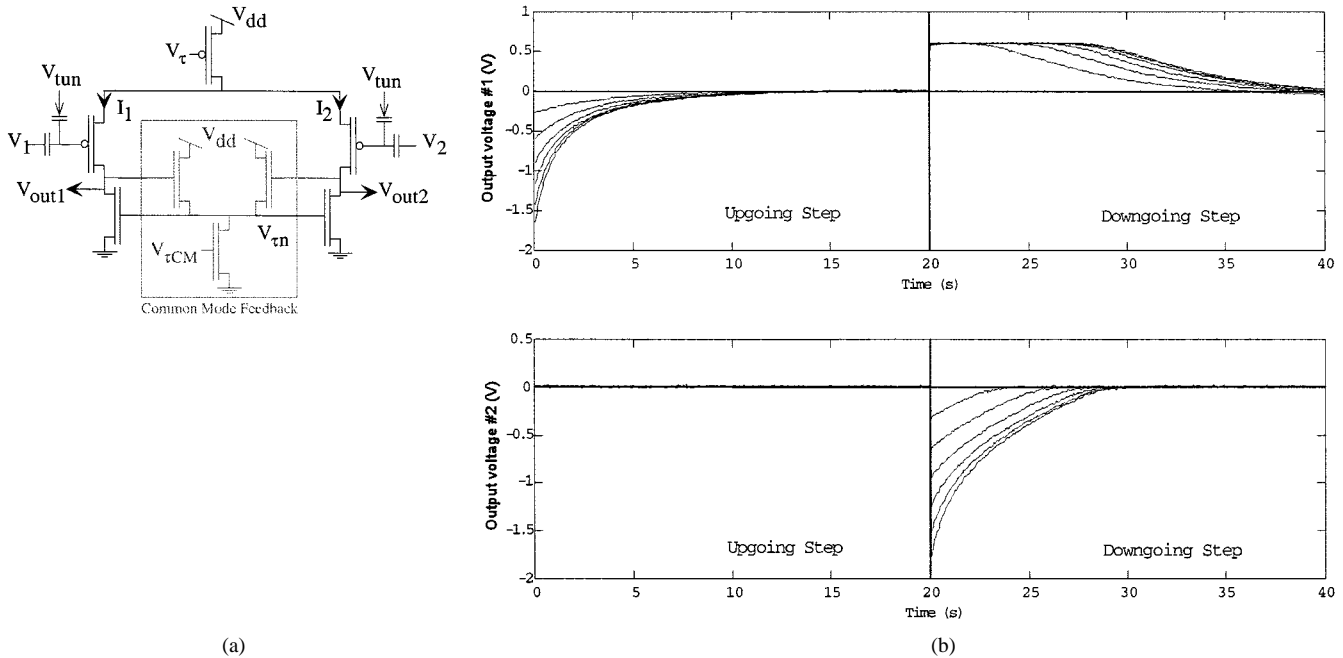 V_dd
V_τ
V_tun
V_tun
I_1
I_2
V_1
V_2
V_dd
V_out1
V_out2
V_τn
V_τCM
Common Mode Feedback
(a)
Output voltage #1 (V)
1
0.5
0
-0.5
-1
-1.5
-2
Upgoing Step
Downgoing Step
0 5 10 15 20 25 30 35 40
Time (s)
Output voltage #2 (V)
0.5
0
-0.5
-1
-1.5
-2
Upgoing Step
Downgoing Step
0 5 10 15 20 25 30 35 40
Time (s)
(b)